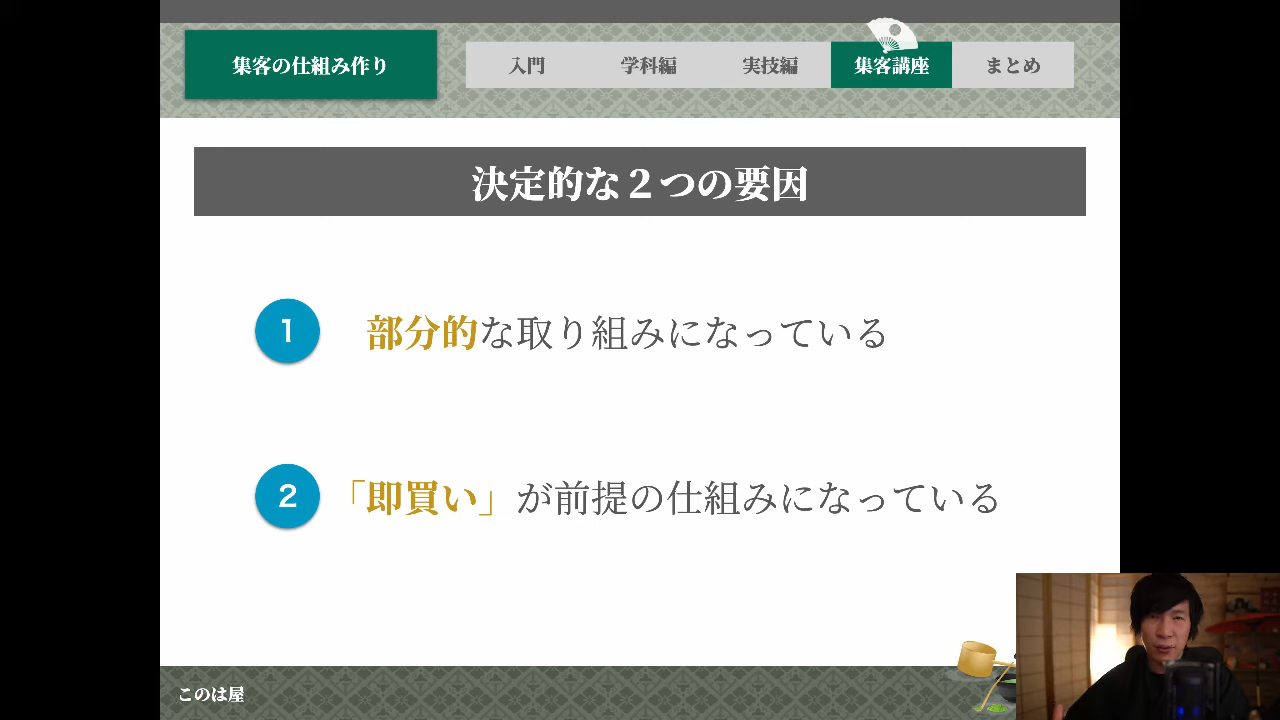 集客の仕組み作り
入門
学科編
実技編
集客講座
まとめ
決定的な２つの要因
1
部分的な取り組みになっている
2
「即買い」が前提の仕組みになっている
このは屋